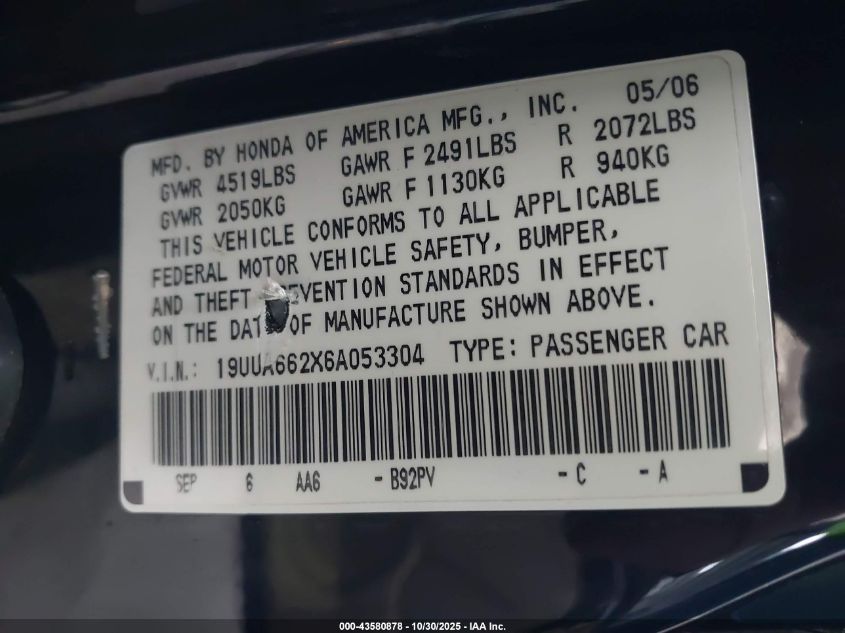 MFD. BY HONDA OF AMERICA MFG., INC. 05/06
GVWR 4519LBS GAWR F 2491LBS R 2072LBS
GVWR 2050KG GAWR F 1130KG R 940KG
THIS VEHICLE CONFORMS TO ALL APPLICABLE
FEDERAL MOTOR VEHICLE SAFETY, BUMPER,
AND THEFT EVENTION STANDARDS IN EFFECT
ON THE DAT OF MANUFACTURE SHOWN ABOVE.
V.I.N.: 19UUA662X6A053304 TYPE: PASSENGER CAR
SEP 6 AA6 - B92PV - C - A
000-43580878 - 10/30/2025 - IAA Inc.